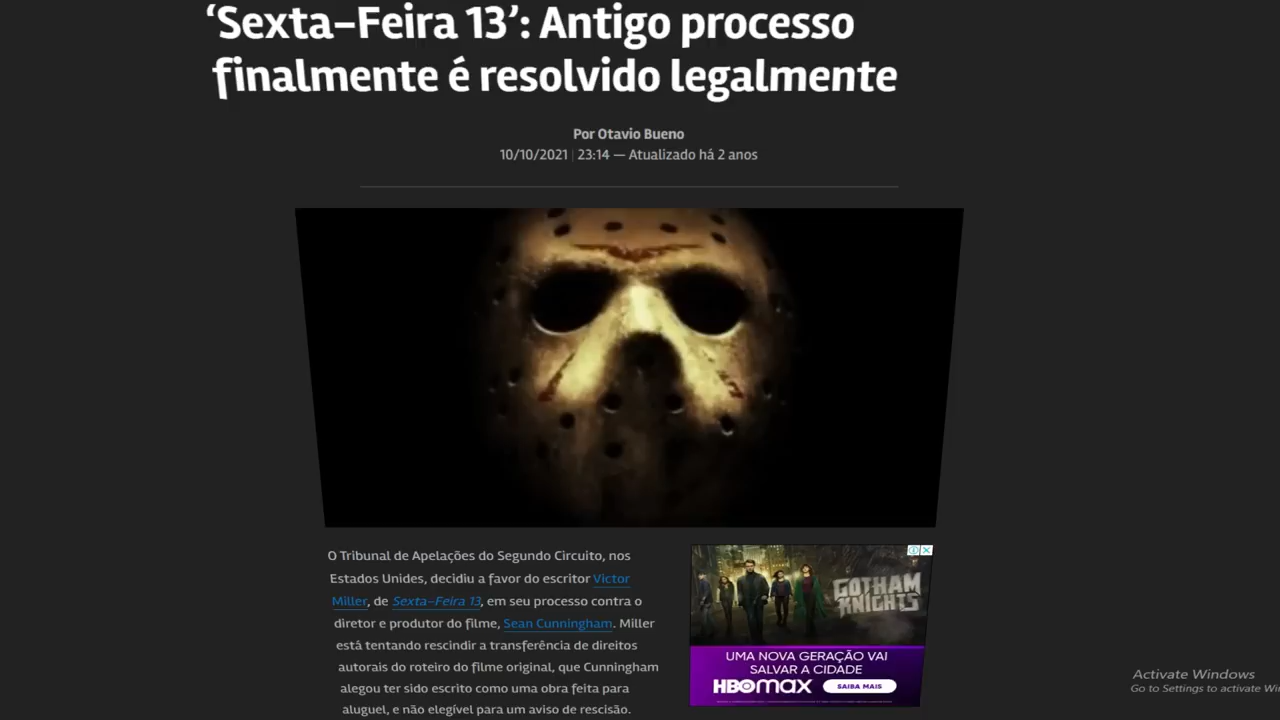 ‘Sexta–Feira 13’: Antigo processo
finalmente é resolvido legalmente
Por Otavio Bueno
10/10/2021 | 23:14 — Atualizado há 2 anos
O Tribunal de Apelações do Segundo Circuito, nos
Estados Unidos, decidiu a favor do escritor Victor
Miller, de Sexta–Feira 13, em seu processo contra o
diretor e produtor do filme, Sean Cunningham. Miller
está tentando rescindir a transferência de direitos
autorais do roteiro do filme original, que Cunningham
alegou ter sido escrito como uma obra feita para
aluguel, e não elegível para um aviso de rescisão.
GOTHAM
KNIGHTS
UMA NOVA GERAÇÃO VAI
SALVAR A CIDADE
HBOMAX SAIBA MAIS
Activate Windows
Go to Settings to activate Wi